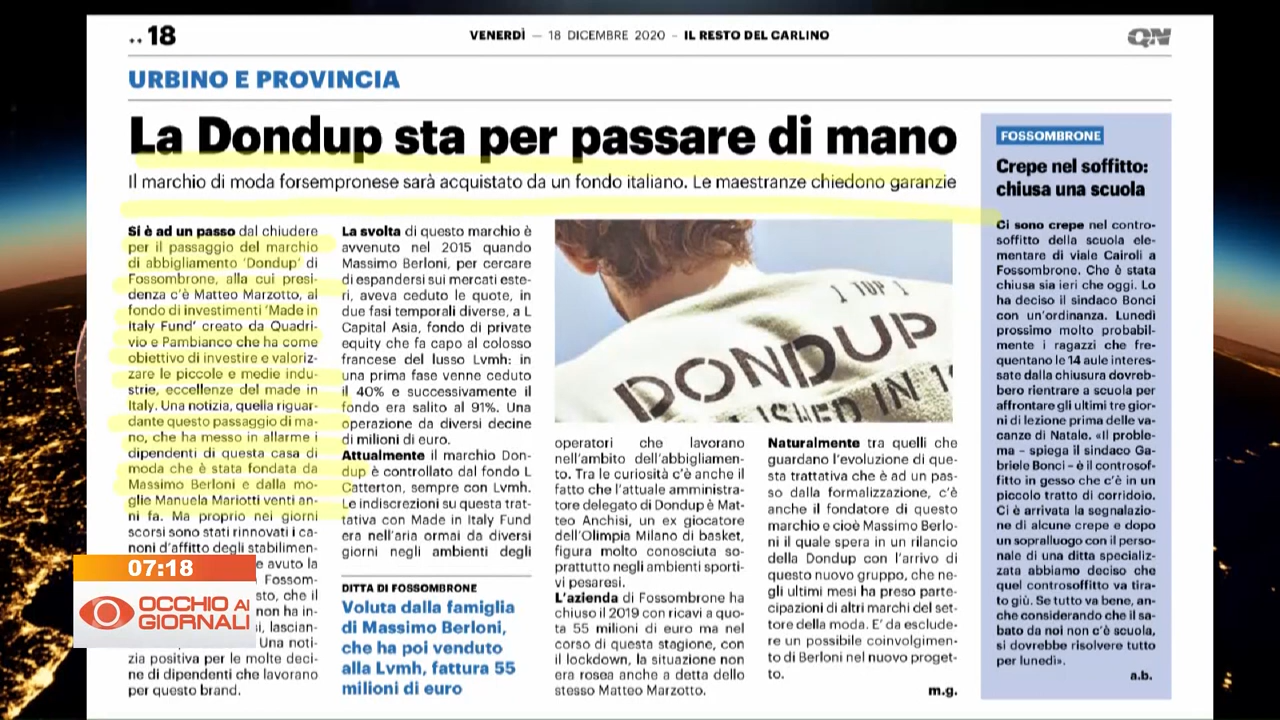 18
VENERDÌ — 18 DICEMBRE 2020 – IL RESTO DEL CARLINO
QN
URBINO E PROVINCIA
La Dondup sta per passare di mano
Il marchio di moda forsempronese sarà acquistato da un fondo italiano. Le maestranze chiedono garanzie
Si è ad un passo dal chiudere
per il passaggio del marchio
di abbigliamento ‘Dondup’ di
Fossombrone, alla cui presi-
denza c’è Matteo Marzotto, al
fondo di investimenti ‘Made in
Italy Fund’ creato da Quadri-
vio e Pambianco che ha come
obiettivo di investire e valoriz-
zare le piccole e medie indu-
strie, eccellenze del made in
Italy. Una notizia, quella riguar-
dante questo passaggio di ma-
no, che ha messo in allarme i
dipendenti di questa casa di
moda che è stata fondata da
Massimo Berloni e dalla mo-
glie Manuela Mariotti venti an-
ni fa. Ma proprio nei giorni
scorsi sono stati rinnovati i ca-
noni d’affitto degli stabilimen-
e avuto la
Fossom-
sto, che il
non ha in-
i, lascian-
Una noti-
zia positiva per le molte deci-
ne di dipendenti che lavorano
per questo brand.
La svolta di questo marchio è
avvenuto nel 2015 quando
Massimo Berloni, per cercare
di espandersi sui mercati este-
ri, aveva ceduto le quote, in
due fasi temporali diverse, a L
Capital Asia, fondo di private
equity che fa capo al colosso
francese del lusso Lvmh: in
una prima fase venne ceduto
il 40% e successivamente il
fondo era salito al 91%. Una
operazione da diversi decine
di milioni di euro.
Attualmente il marchio Don-
dup è controllato dal fondo L
Catterton, sempre con Lvmh.
Le indiscrezioni su questa trat-
tativa con Made in Italy Fund
era nell’aria ormai da diversi
giorni negli ambienti degli
DITTA DI FOSSOMBRONE
Voluta dalla famiglia
di Massimo Berloni,
che ha poi venduto
alla Lvmh, fattura 55
milioni di euro
1 TOP 1
DONDUP
operatori che lavorano
nell’ambito dell’abbigliamen-
to. Tra le curiosità c’è anche il
fatto che l’attuale amministra-
tore delegato di Dondup è Mat-
teo Anchisi, un ex giocatore
dell’Olimpia Milano di basket,
figura molto conosciuta so-
prattutto negli ambienti sporti-
vi pesaresi.
L’azienda di Fossombrone ha
chiuso il 2019 con ricavi a quo-
ta 55 milioni di euro ma nel
corso di questa stagione, con
il lockdown, la situazione non
era rosea anche a detta dello
stesso Matteo Marzotto.
Naturalmente tra quelli che
guardano l’evoluzione di que-
sta trattativa che è ad un pas-
so dalla formalizzazione, c’è
anche il fondatore di questo
marchio e cioè Massimo Berlo-
ni il quale spera in un rilancio
della Dondup con l’arrivo di
questo nuovo gruppo, che ne-
gli ultimi mesi ha preso parte-
cipazioni di altri marchi del set-
tore della moda. E’ da esclude-
re un possibile coinvolgimen-
to di Berloni nel nuovo proget-
to.
m.g.
FOSSOMBRONE
Crepe nel soffitto:
chiusa una scuola
Ci sono crepe nel contro-
soffitto della scuola ele-
mentare di viale Cairoli a
Fossombrone. Che è stata
chiusa sia ieri che oggi. Lo
ha deciso il sindaco Bonci
con un’ordinanza. Lunedì
prossimo molto probabil-
mente i ragazzi che fre-
quentano le 14 aule interes-
sate dalla chiusura dovreb-
bero rientrare a scuola per
affrontare gli ultimi tre gior-
ni di lezione prima delle va-
canze di Natale. «Il proble-
ma – spiega il sindaco Ga-
briele Bonci – è il controsof-
fitto in gesso che c’è in un
piccolo tratto di corridoio.
Ci è arrivata la segnalazio-
ne di alcune crepe e dopo
un sopralluogo con il perso-
nale di una ditta specializ-
zata abbiamo deciso che
quel controsoffitto va tira-
to giù. Se tutto va bene, an-
che considerando che il sa-
bato da noi non c’è scuola,
si dovrebbe risolvere tutto
per lunedì».
a.b.
07:18
OCCHIO AI
GIORNALI